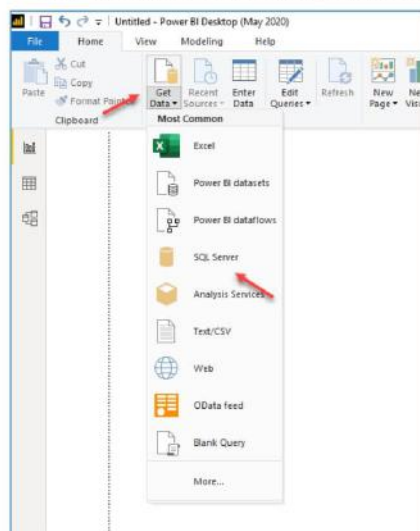 Untitled - Power BI Desktop (May 2020)
File Home View Modeling Help
Paste
Cut
Copy
Format Painter
Clipboard
Get Data
Recent Sources
Enter Data
Edit Queries
Refresh
New Page
Most Common
Excel
Power BI datasets
Power BI dataflows
SQL Server
Analysis Services
Text/CSV
Web
OData feed
Blank Query
More...